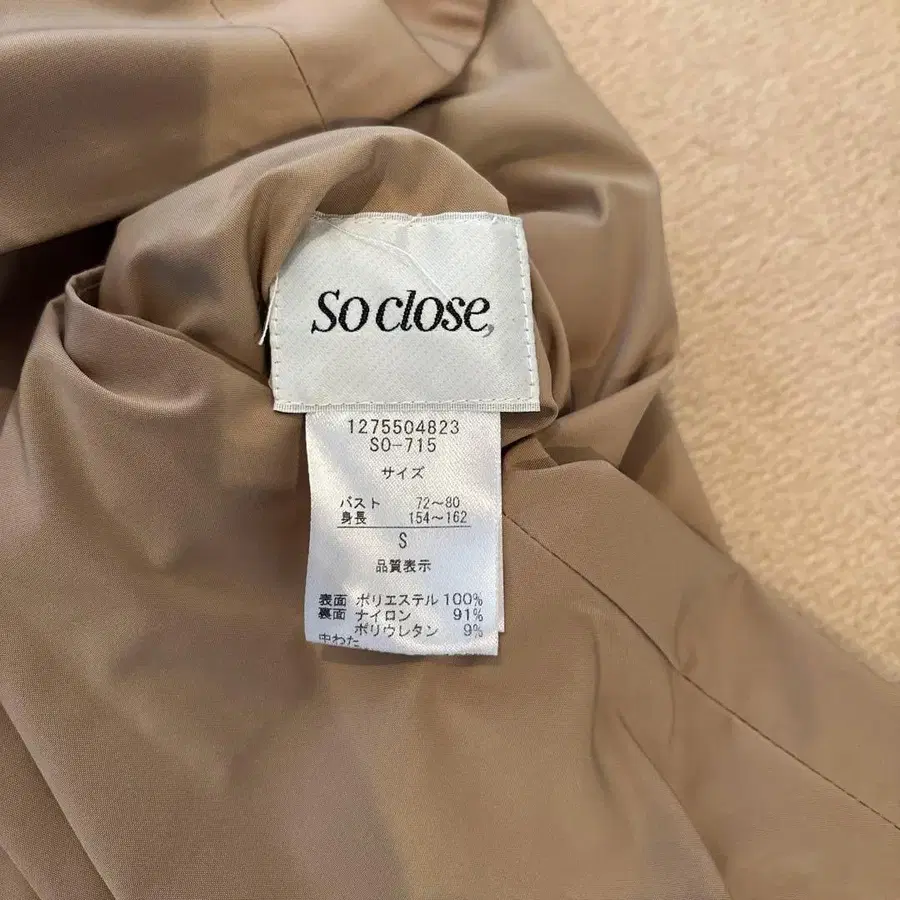 So close,
1275504823
SO-715
サイズ
バスト 72～80
身長 154～162
S
品質表示
表面 ポリエステル 100%
裏面 ナイロン 91%
ポリウレタン 9%
中わた